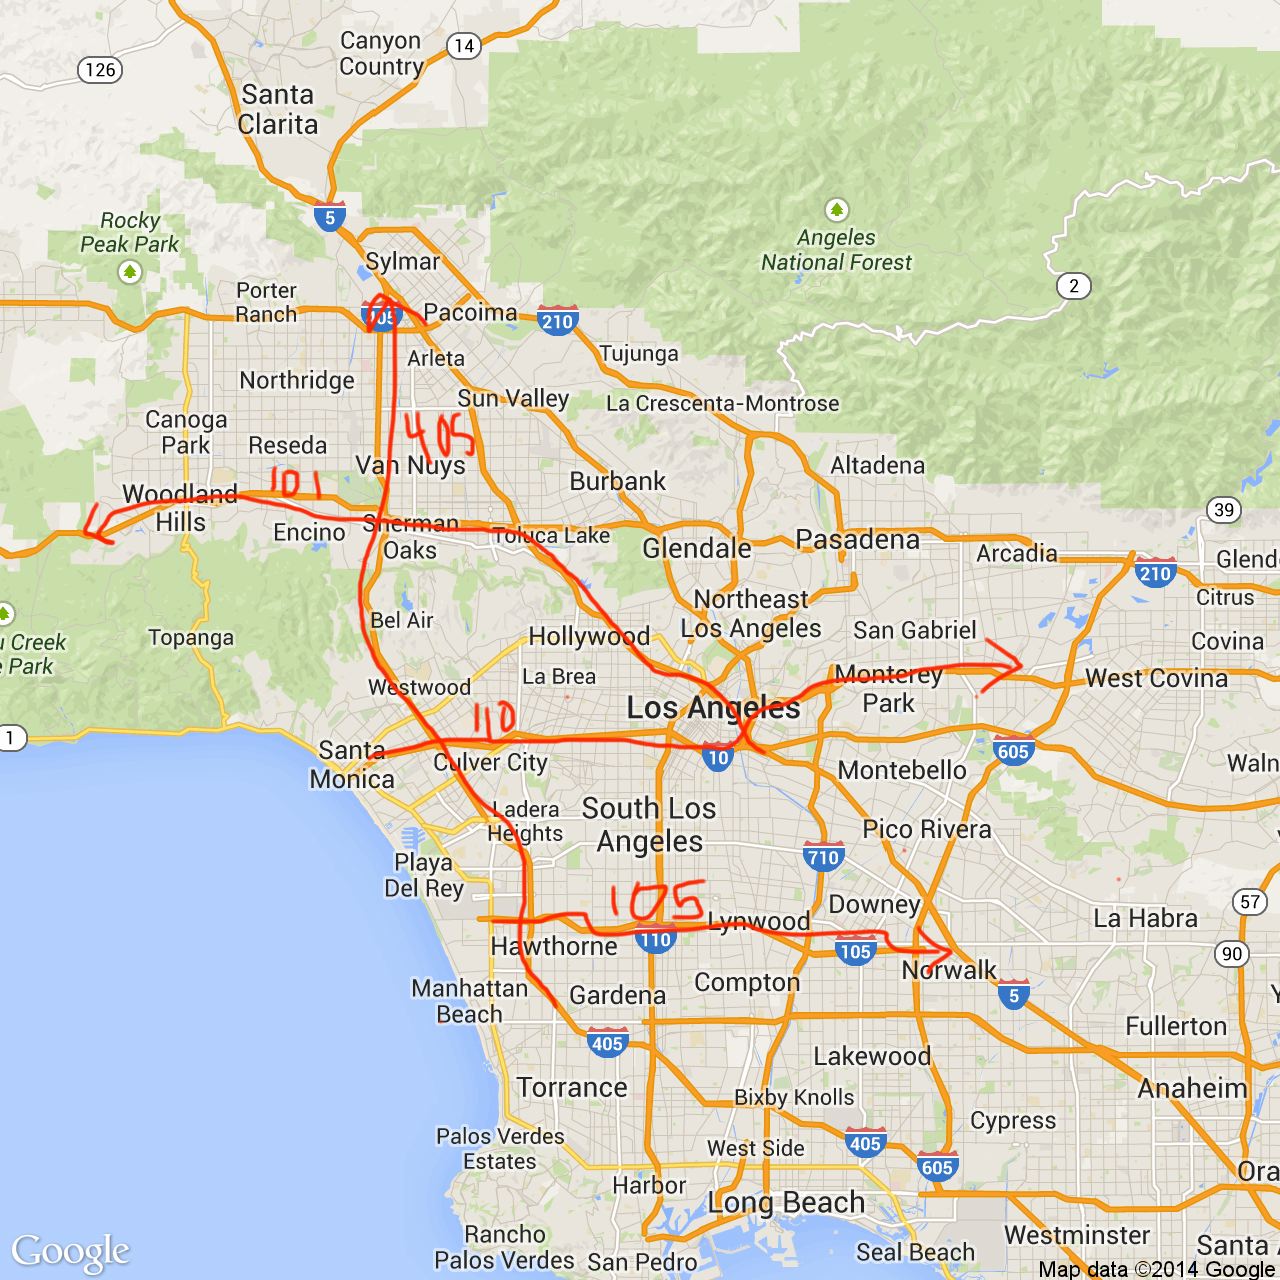 Canyon
Country
14
126
Santa
Clarita
5
Rocky
Peak Park
Angeles
National Forest
Sylmar
2
Porter
Ranch
405
Pacoima
210
Arleta
Tujunga
Northridge
Sun Valley
La Crescenta-Montrose
Canoga
Park
Reseda
405
Van Nuys
Altadena
101
Burbank
Woodland
Hills
39
Encino
Sherman
Oaks
Toluca Lake
Glendale
Pasadena
Arcadia
Glend
210
Citrus
Bel Air
Northeast
Los Angeles
u Creek
e Park
Topanga
Hollywood
San Gabriel
Covina
Westwood
La Brea
Monterey
Park
West Covina
110
Los Angeles
1
Santa
Monica
Culver City
10
605
Montebello
Waln
Ladera
Heights
South Los
Angeles
Pico Rivera
Playa
Del Rey
710
105
Downey
57
Lynwood
La Habra
Hawthorne
110
105
90
Norwalk
Manhattan
Beach
Gardena
Compton
5
Y
405
Lakewood
Fullerton
Torrance
Bixby Knolls
Anaheim
Cypress
Palos Verdes
Estates
West Side
405
605
Harbor
Ora
Long Beach
Rancho
Palos Verdes
San Pedro
Seal Beach
Westminster
Santa A
Google
Map data ©2014 Google